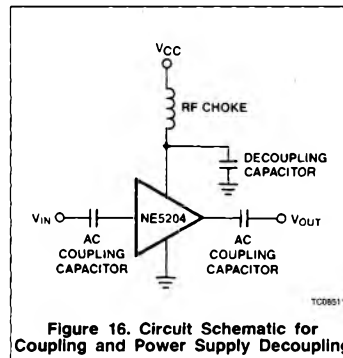 VCC
RF CHOKE
DECOUPLING
CAPACITOR
NE5204
VIN
VOUT
AC
COUPLING
CAPACITOR
AC
COUPLING
CAPACITOR
TC08511
Figure 16. Circuit Schematic for
Coupling and Power Supply Decoupling